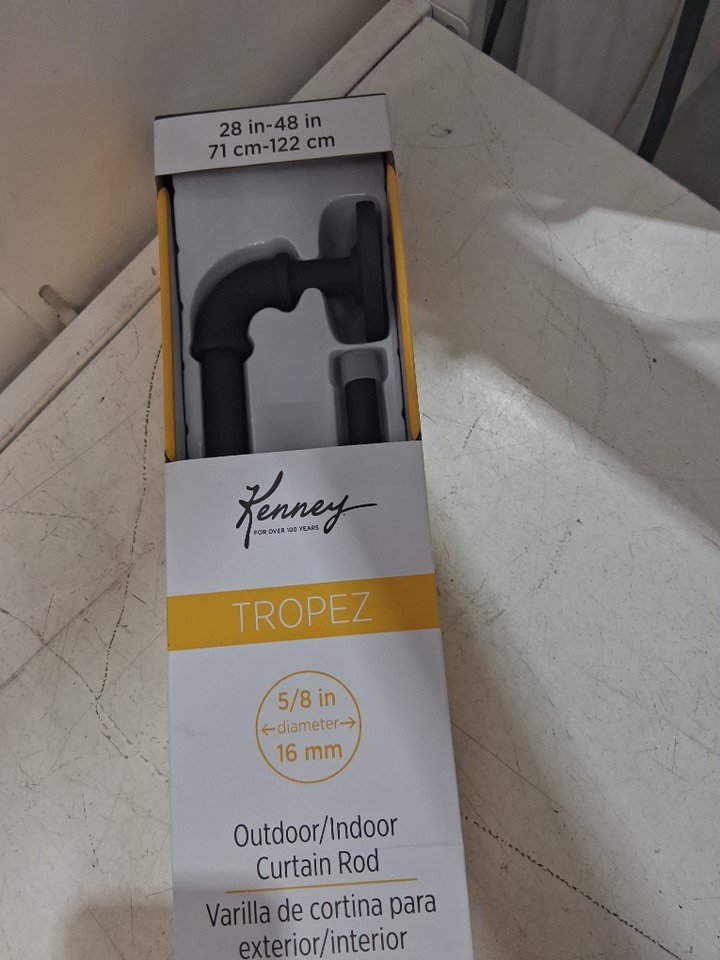 28 in-48 in
71 cm-122 cm
Kenney
FOR OVER 100 YEARS
TROPEZ
5/8 in
←diameter→
16 mm
Outdoor/Indoor
Curtain Rod
Varilla de cortina para
exterior/interior